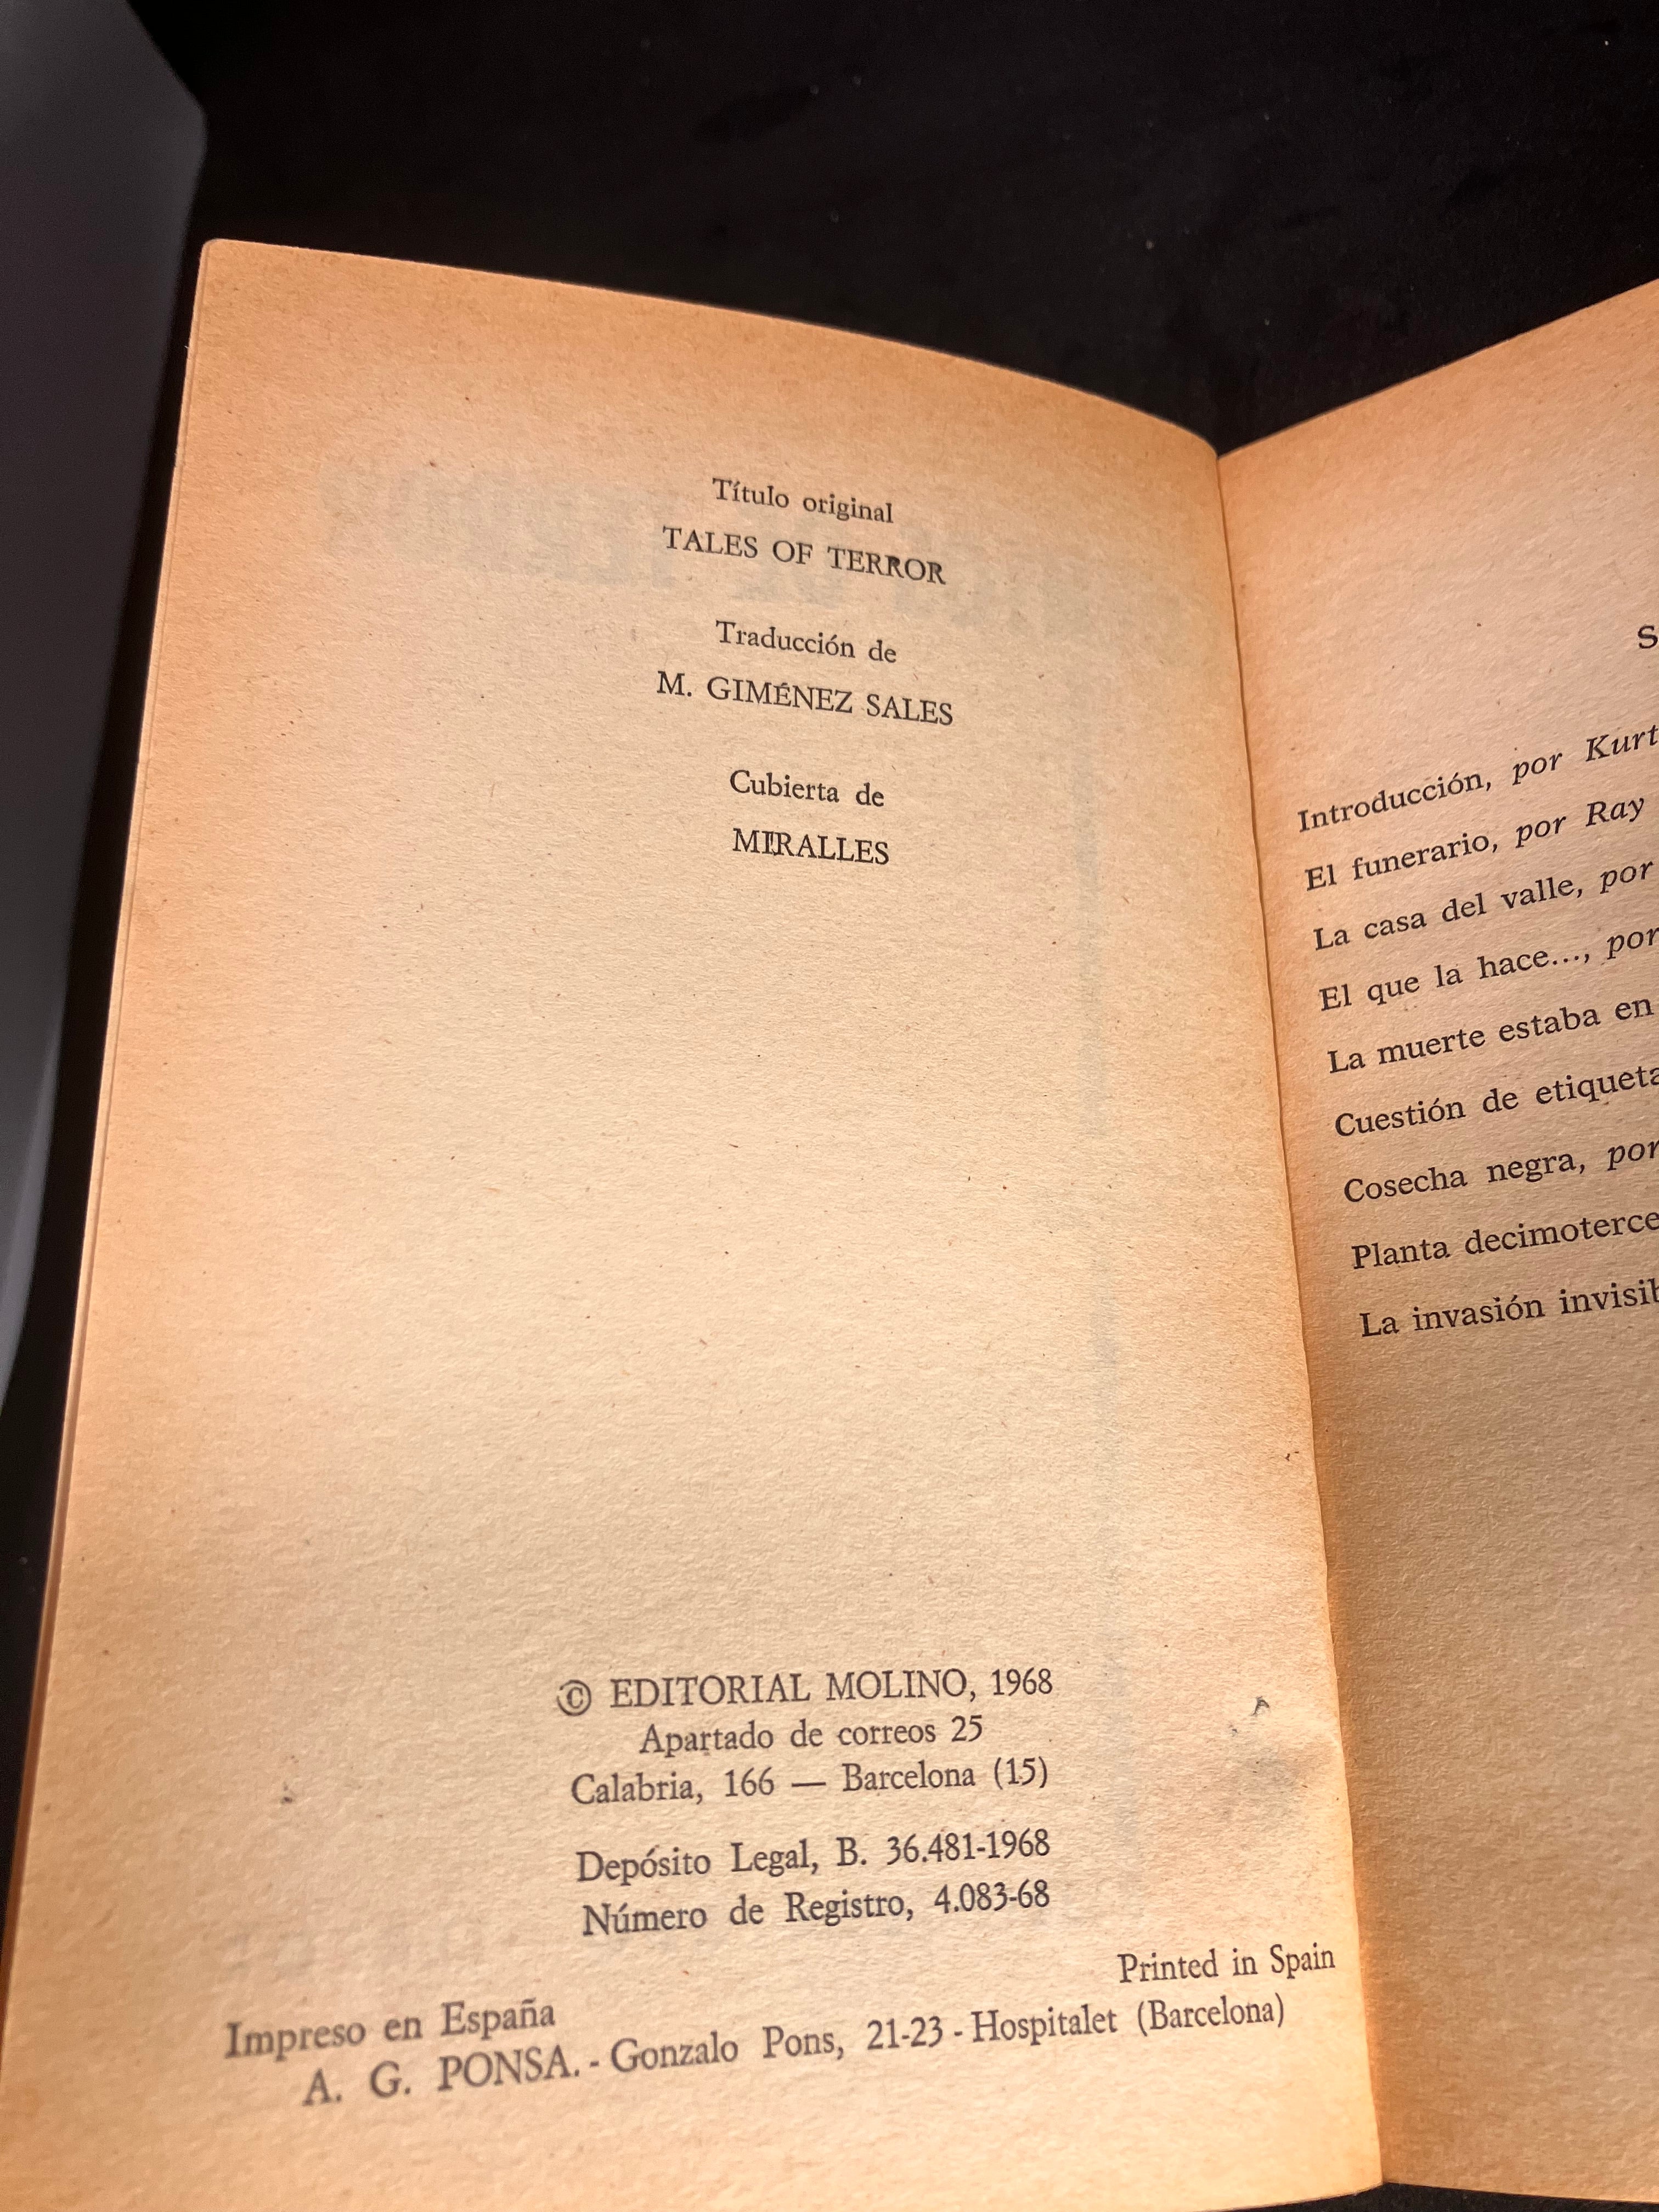 Título original
TALES OF TERROR
Traducción de
M. GIMÉNEZ SALES
Cubierta de
MIRALLES
© EDITORIAL MOLINO, 1968
Apartado de correos 25
Calabria, 166 — Barcelona (15)
Depósito Legal, B. 36.481-1968
Número de Registro, 4.083-68
Impreso en España
Printed in Spain
A. G. PONSA. - Gonzalo Pons, 21-23 - Hospitalet (Barcelona)
S
Introducción, por Kurt
El funerario, por Ray
La casa del valle, por
El que la hace..., por
La muerte estaba en
Cuestión de etiqueta
Cosecha negra, por
Planta decimoterce
La invasión invisib